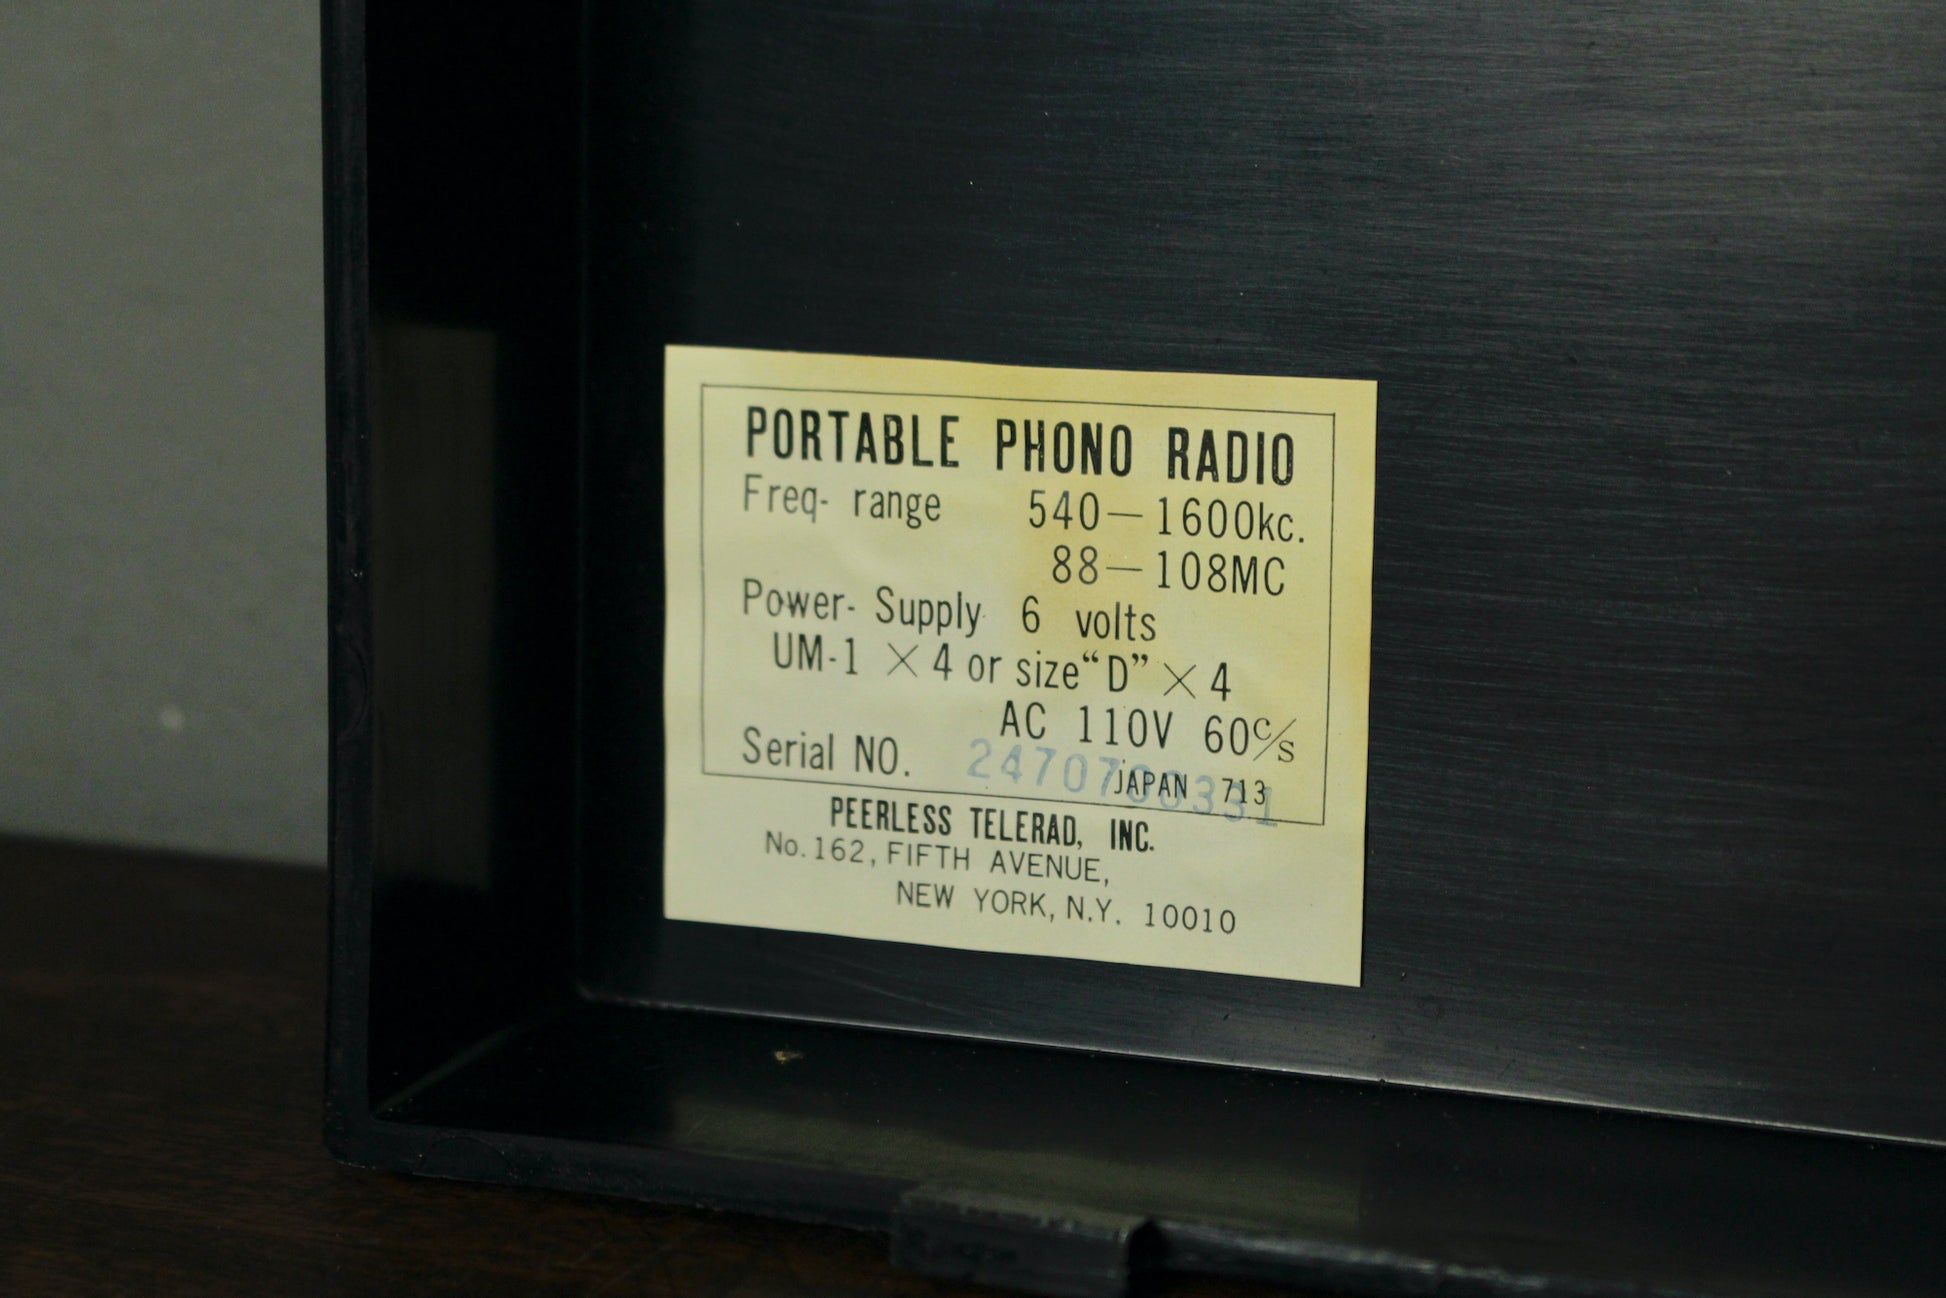 PORTABLE PHONO RADIO
Freq- range 540—1600kc.
88—108MC
Power- Supply 6 volts
UM-1 ×4 or size“D”×4
AC 110V 60c/s
Serial NO. 2470700331
JAPAN 713
PEERLESS TELERAD, INC.
No.162, FIFTH AVENUE,
NEW YORK, N.Y. 10010